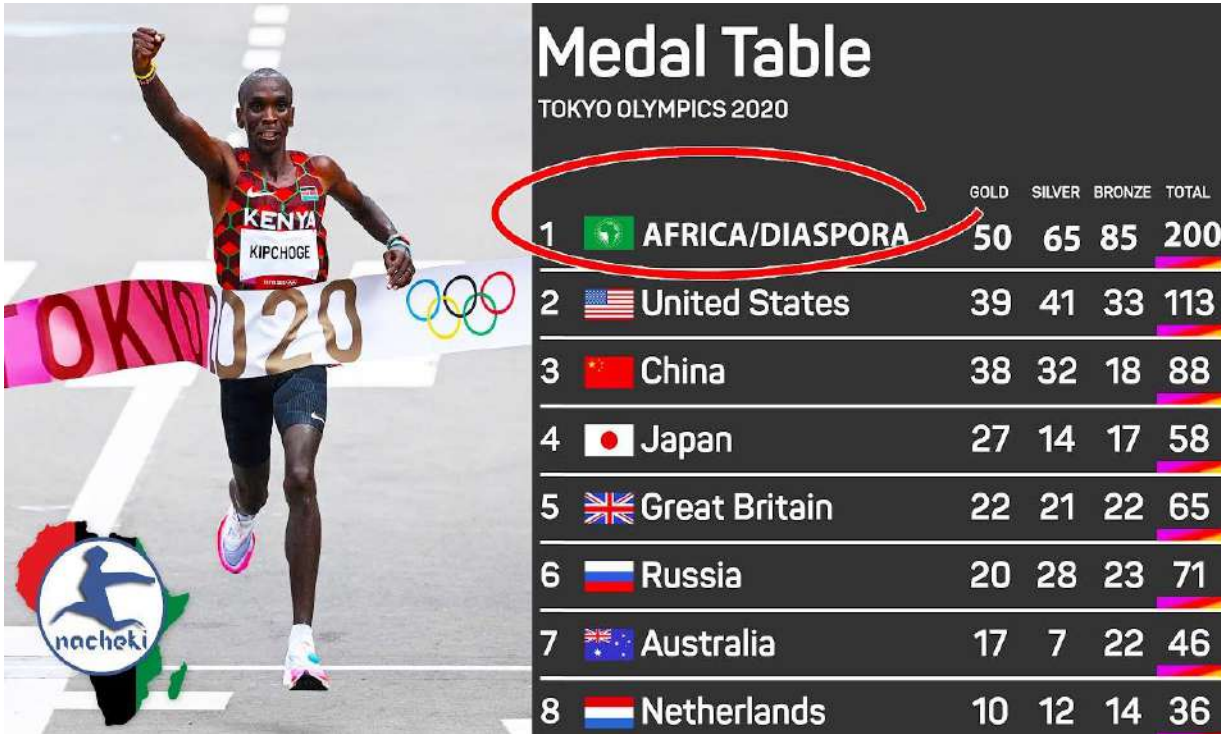 KENYA
KIPCHOGE
TOKYO 2020
nacheki
Medal Table
TOKYO OLYMPICS 2020
GOLD SILVER BRONZE TOTAL
1 AFRICA/DIASPORA 50 65 85 200
2 United States 39 41 33 113
3 China 38 32 18 88
4 Japan 27 14 17 58
5 Great Britain 22 21 22 65
6 Russia 20 28 23 71
7 Australia 17 7 22 46
8 Netherlands 10 12 14 36